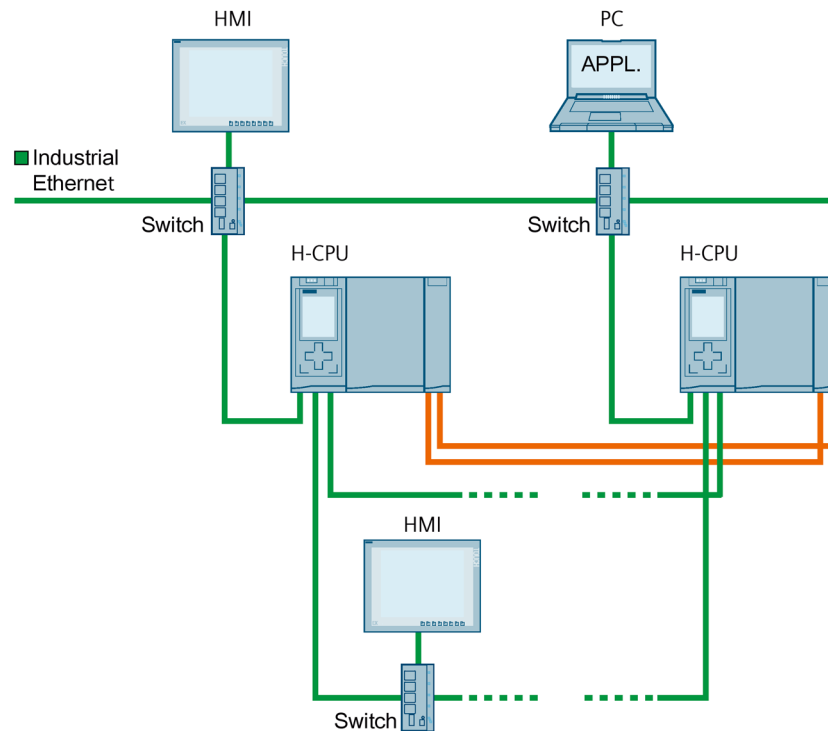 HMI
PC
APPL.
Industrial
Ethernet
Switch
Switch
H-CPU
H-CPU
HMI
Switch